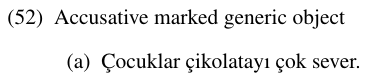 (52) Accusative marked generic object
(a) Çocuklar çikolatayı çok sever.